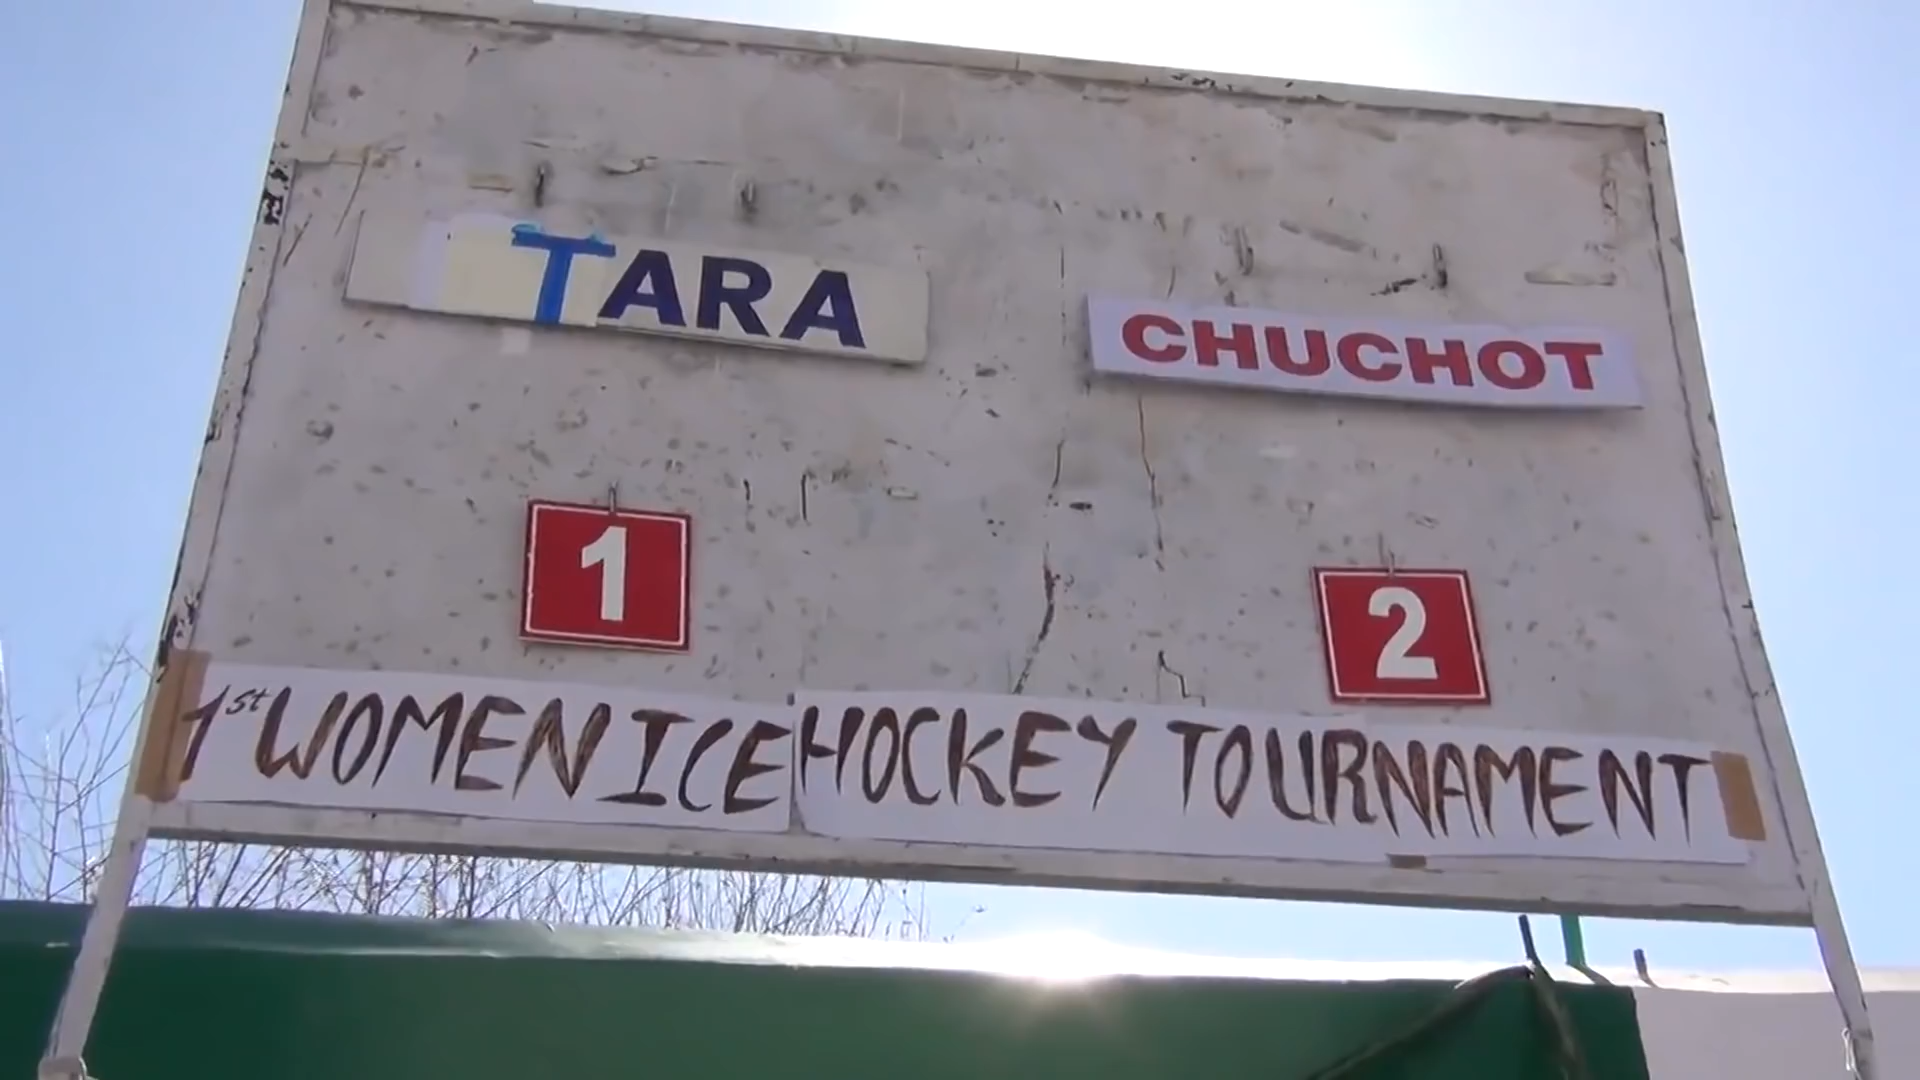 TARA
CHUCHOT
1
2
1st WOMEN ICE HOCKEY TOURNAMENT